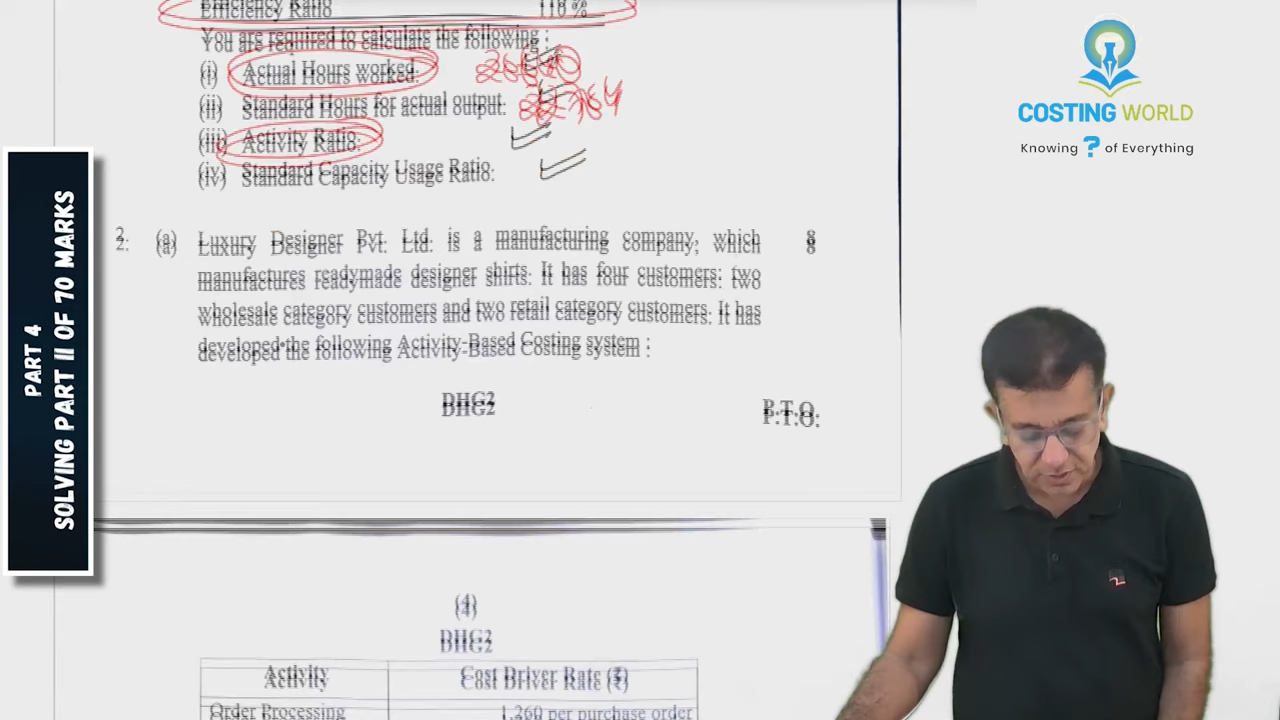 Efficiency Ratio 110 %
You are required to calculate the following :
(i) Actual Hours worked.
(ii) Standard Hours for actual output.
(iii) Activity Ratio.
(iv) Standard Capacity Usage Ratio.
2. (a) Luxury Designer Pvt. Ltd. is a manufacturing company, which 8
manufactures readymade designer shirts. It has four customers: two
wholesale category customers and two retail category customers. It has
developed the following Activity-Based Costing system :
DHG2
P.T.O.
(4)
DHG2
Activity Cost Driver Rate (₹)
Order Processing 1,260 per purchase order
PART 4
SOLVING PART II OF 70 MARKS
COSTING WORLD
Knowing ? of Everything